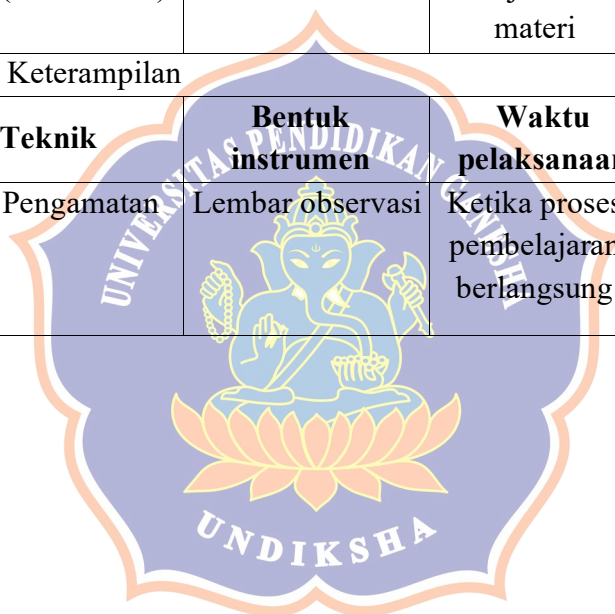 materi
Keterampilan
Teknik
Bentuk
instrumen
Waktu
pelaksanaan
Pengamatan
Lembar observasi
Ketika proses
pembelajaran
berlangsung
UNIVERSITAS PENDIDIKAN GANESHA
UNDIKSHA